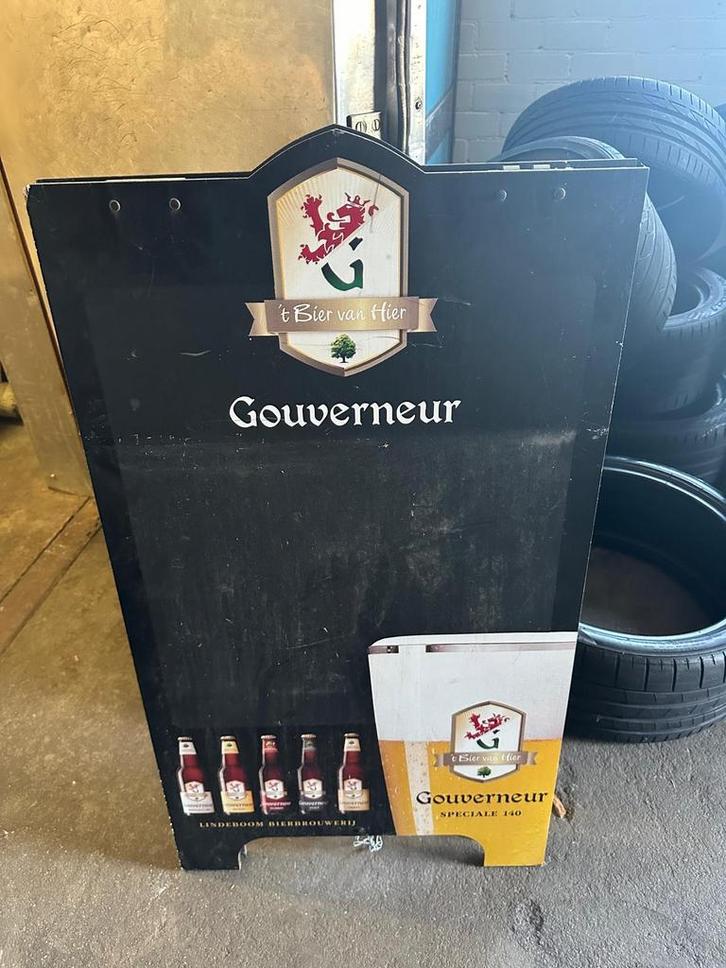 G
't Bier van Hier
Gouverneur
LINDEBOOM BIERBROUWERIJ
G
't Bier van Hier
Gouverneur
SPECIALE 140